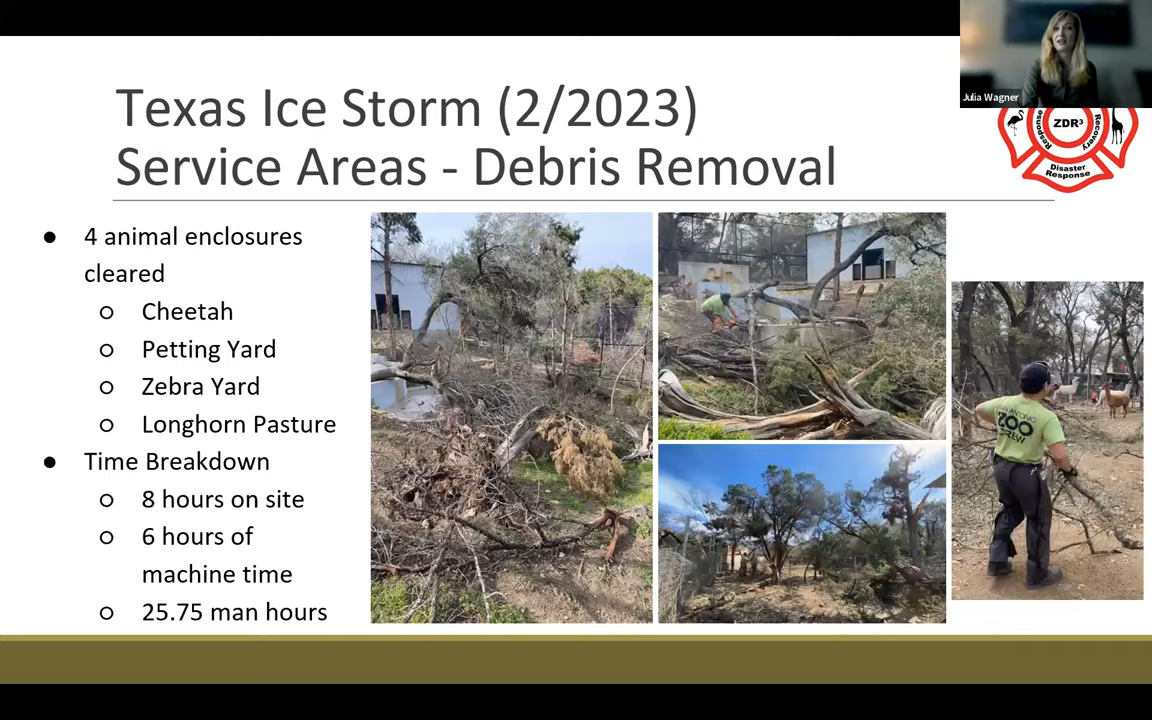 Julia Wagner
Texas Ice Storm (2/2023)
Service Areas - Debris Removal
ZDR³
Response
Recovery
Disaster
Response
● 4 animal enclosures
cleared
○ Cheetah
○ Petting Yard
○ Zebra Yard
○ Longhorn Pasture
● Time Breakdown
○ 8 hours on site
○ 6 hours of
machine time
○ 25.75 man hours
ZOO
CREW